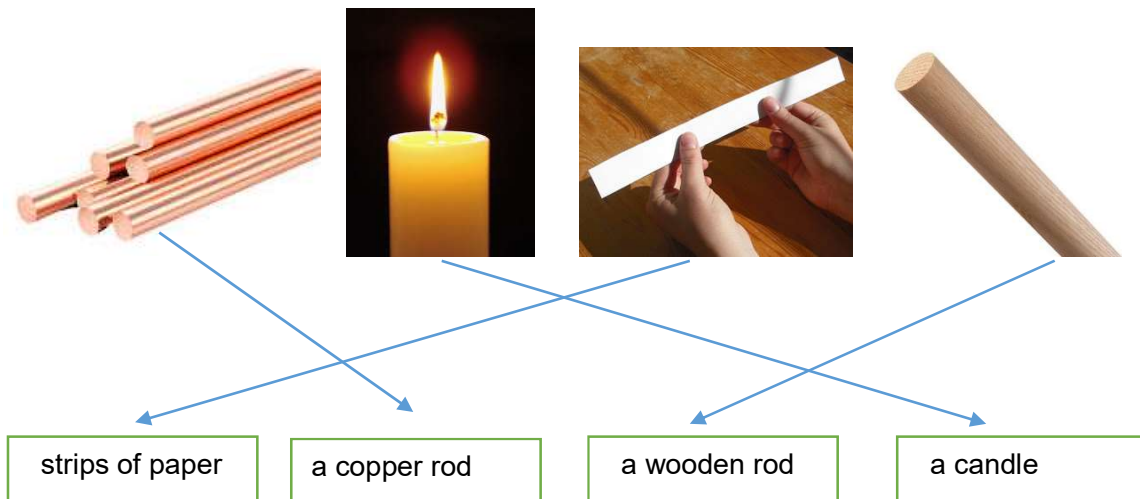 strips of paper
a copper rod
a wooden rod
a candle